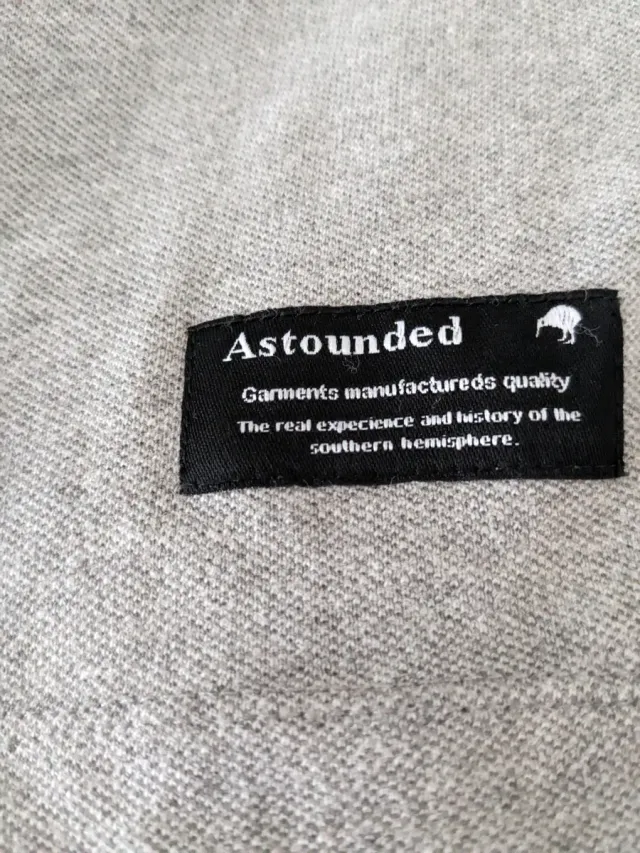 Astounded
Garments manufactureds quality
The real expecience and history of the
southern hemisphere.